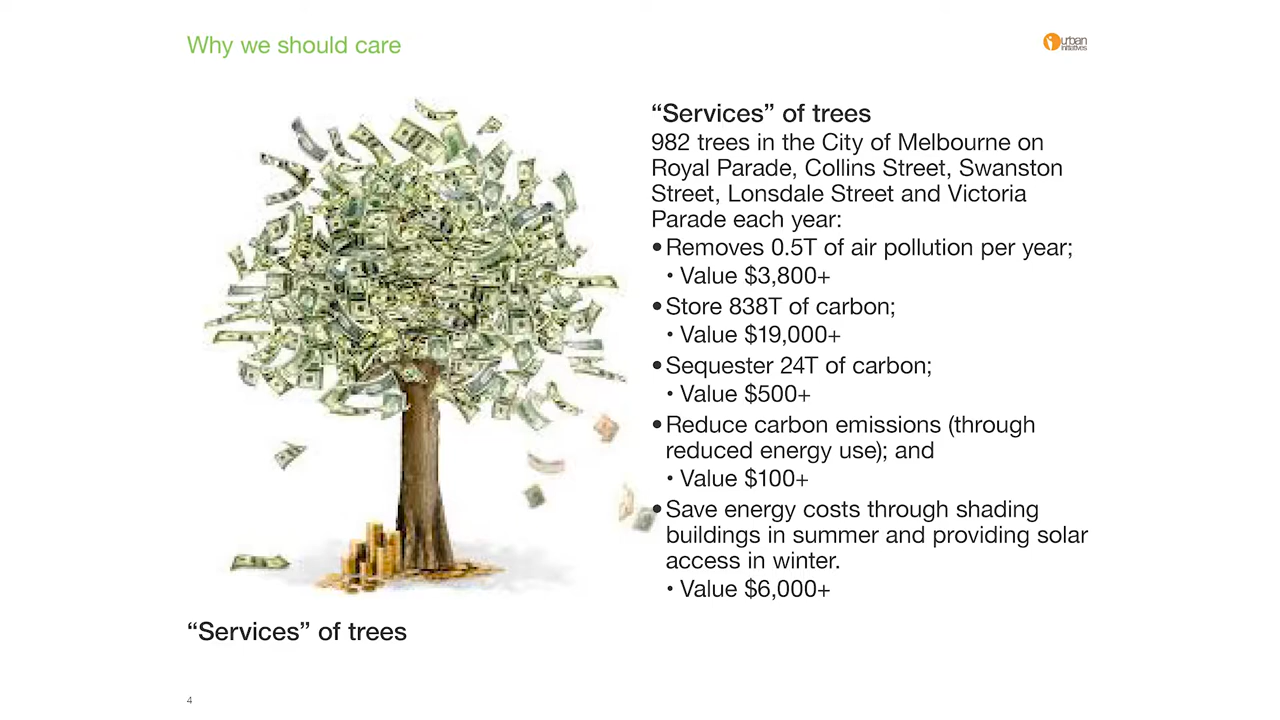 Why we should care
urban
initiatives
“Services” of trees
982 trees in the City of Melbourne on
Royal Parade, Collins Street, Swanston
Street, Lonsdale Street and Victoria
Parade each year:
•Removes 0.5T of air pollution per year;
• Value $3,800+
•Store 838T of carbon;
• Value $19,000+
•Sequester 24T of carbon;
• Value $500+
•Reduce carbon emissions (through
reduced energy use); and
• Value $100+
•Save energy costs through shading
buildings in summer and providing solar
access in winter.
• Value $6,000+
“Services” of trees
4